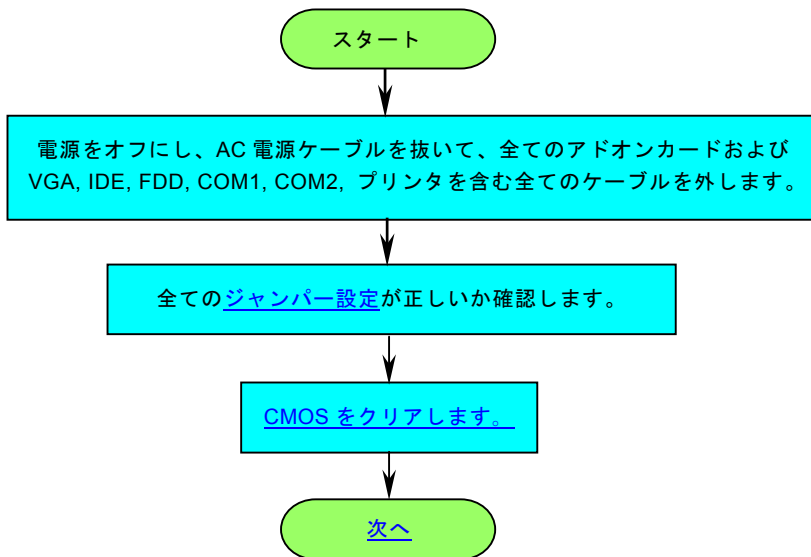 スタート
電源をオフにし、AC 電源ケーブルを抜いて、全てのアドオンカードおよび
VGA, IDE, FDD, COM1, COM2, プリンタを含む全てのケーブルを外します。
全てのジャンパー設定が正しいか確認します。
CMOS をクリアします。
次へ